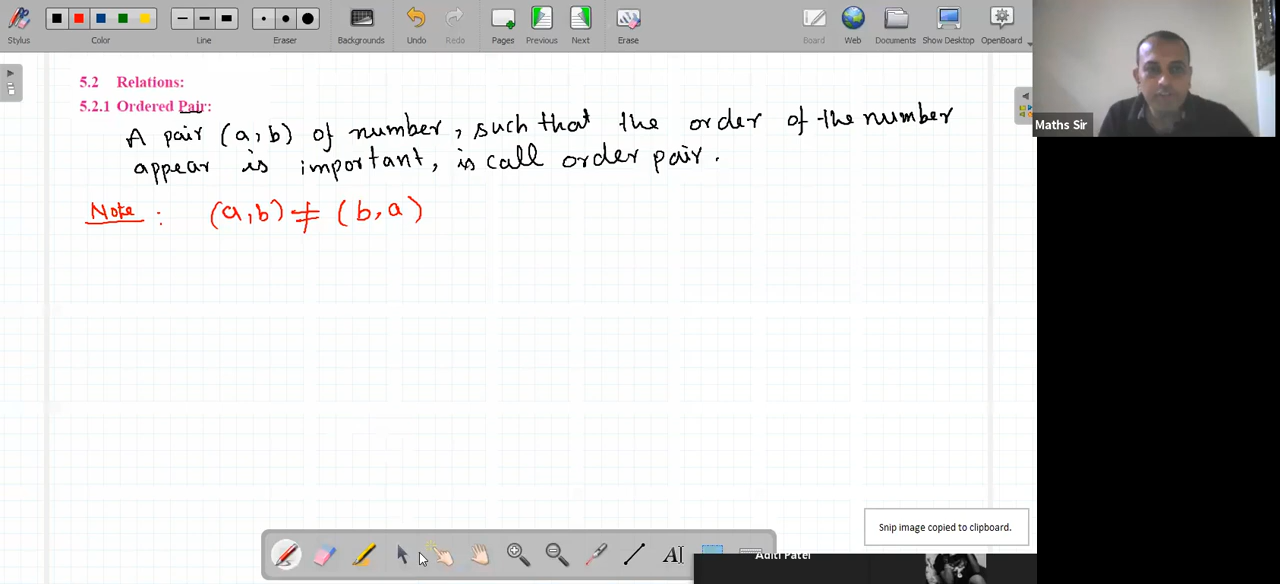 Stylus Color Line Eraser Backgrounds Undo Redo Pages Previous Next Erase Board Web Documents Show Desktop OpenBoard
5.2 Relations:
5.2.1 Ordered Pair:
A pair (a, b) of number, such that the order of the number
appear is important, is call order pair.
Note : (a, b) ≠ (b, a)
Maths Sir
Snip image copied to clipboard.
Aditi Patel